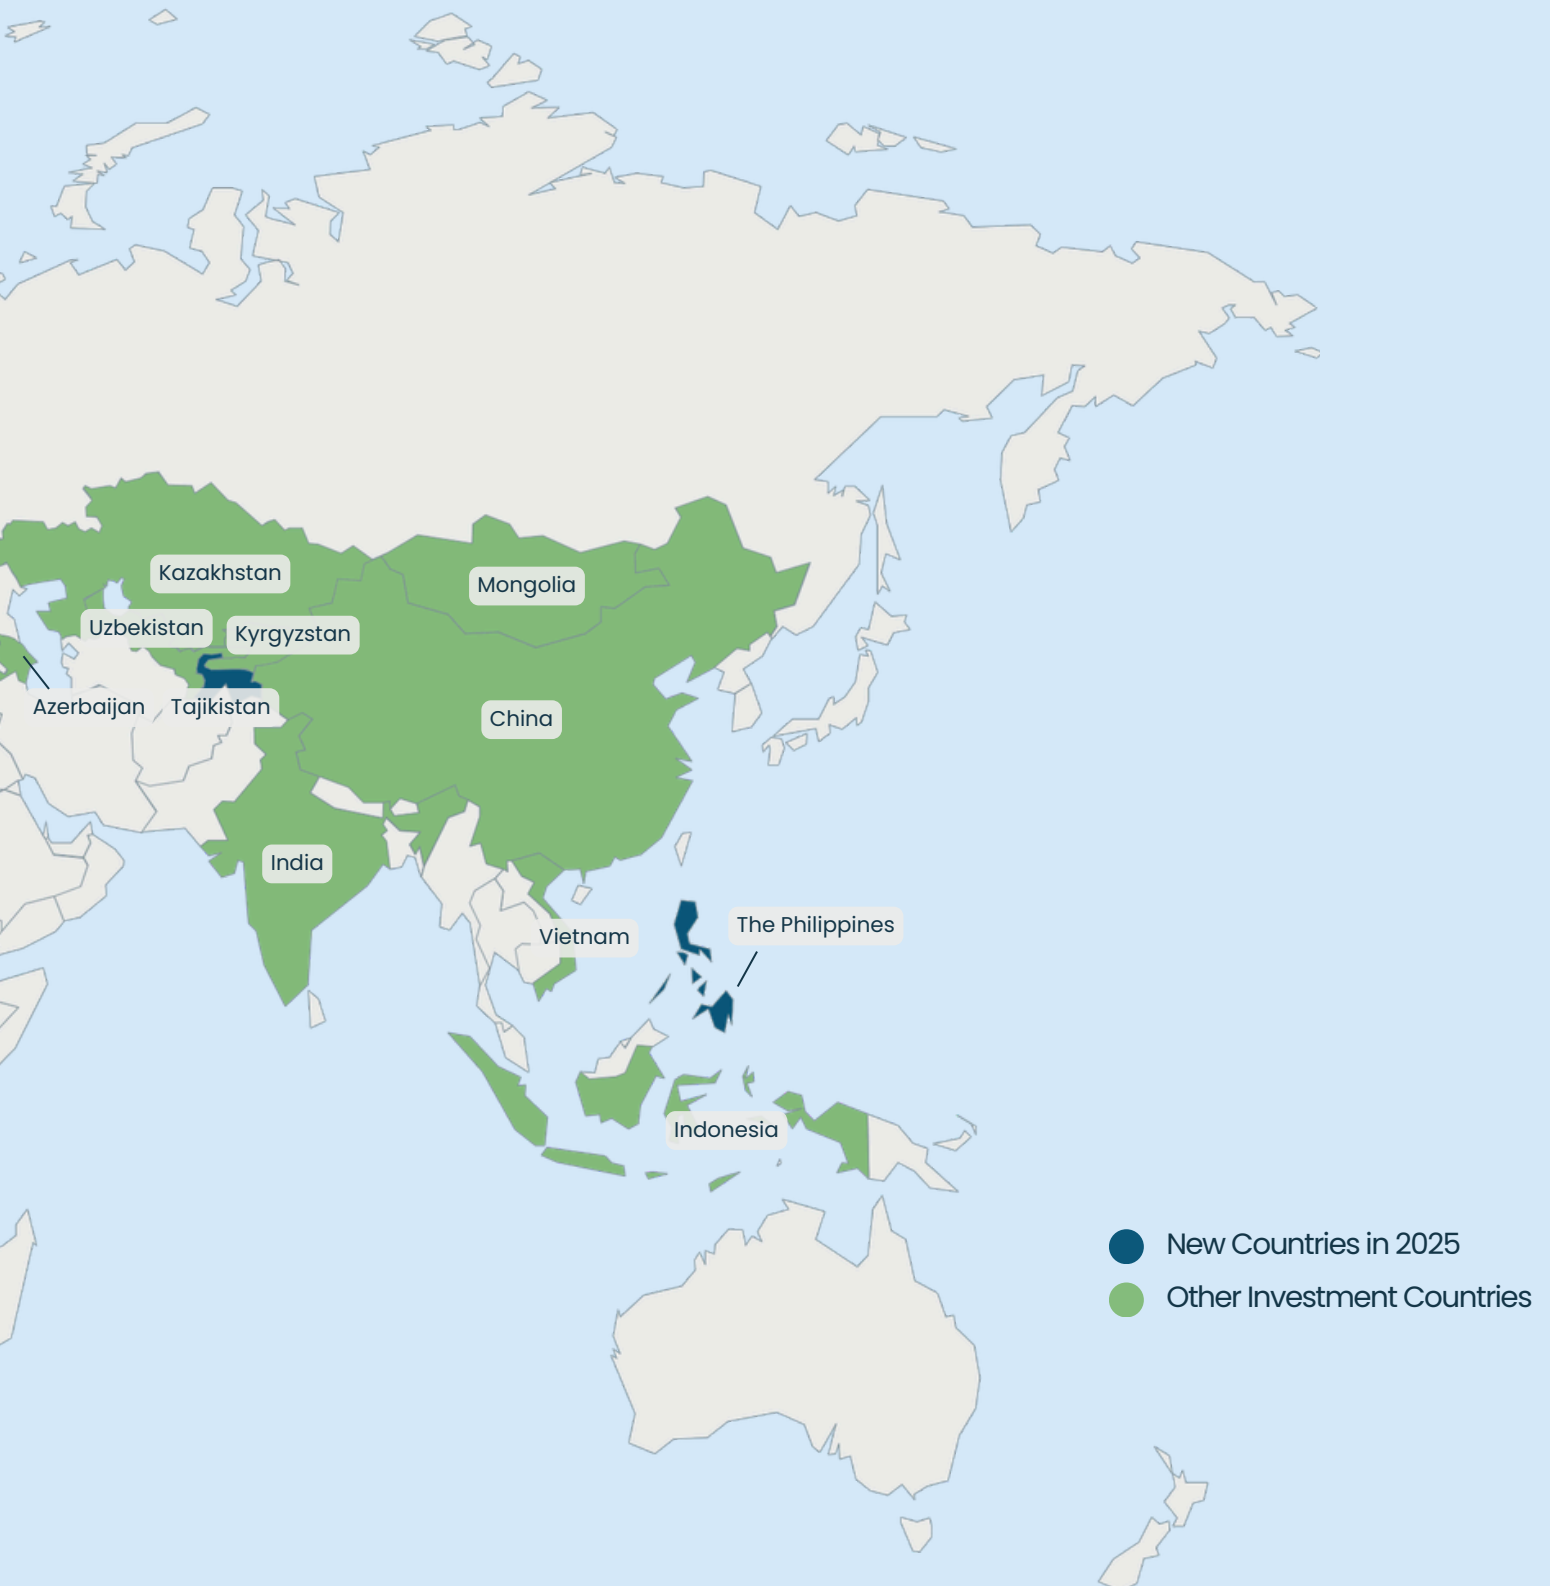 Kazakhstan
Mongolia
Uzbekistan
Kyrgyzstan
Azerbaijan
Tajikistan
China
India
The Philippines
Vietnam
Indonesia
New Countries in 2025
Other Investment Countries